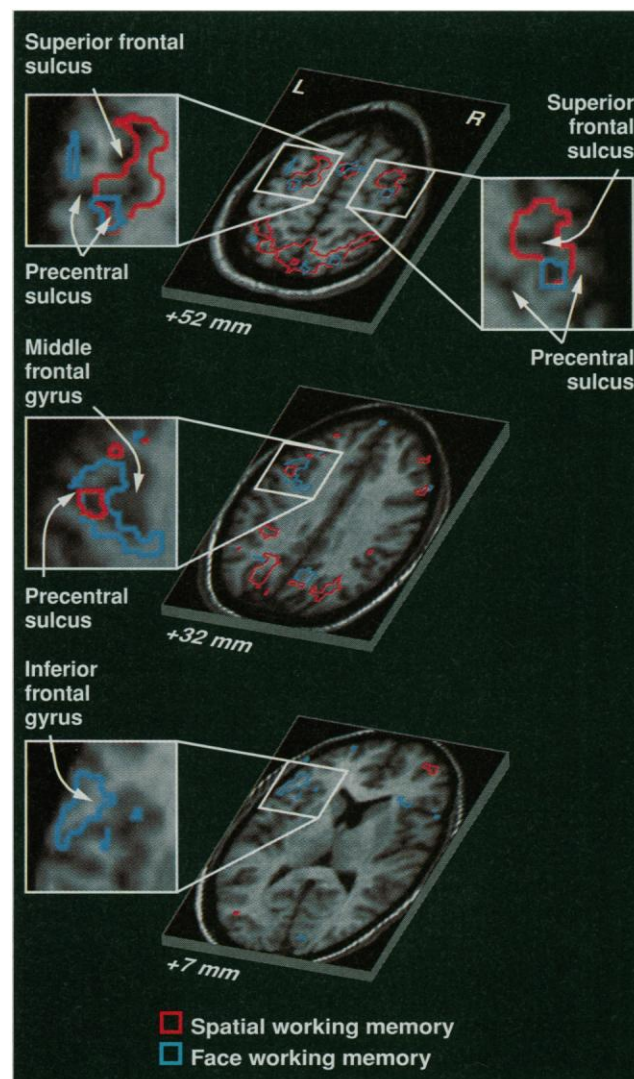 Superior frontal
sulcus
L
R
Superior
frontal
sulcus
Precentral
sulcus
Precentral
sulcus
+52 mm
Middle
frontal
gyrus
Precentral
sulcus
+32 mm
Inferior
frontal
gyrus
+7 mm
Spatial working memory
Face working memory